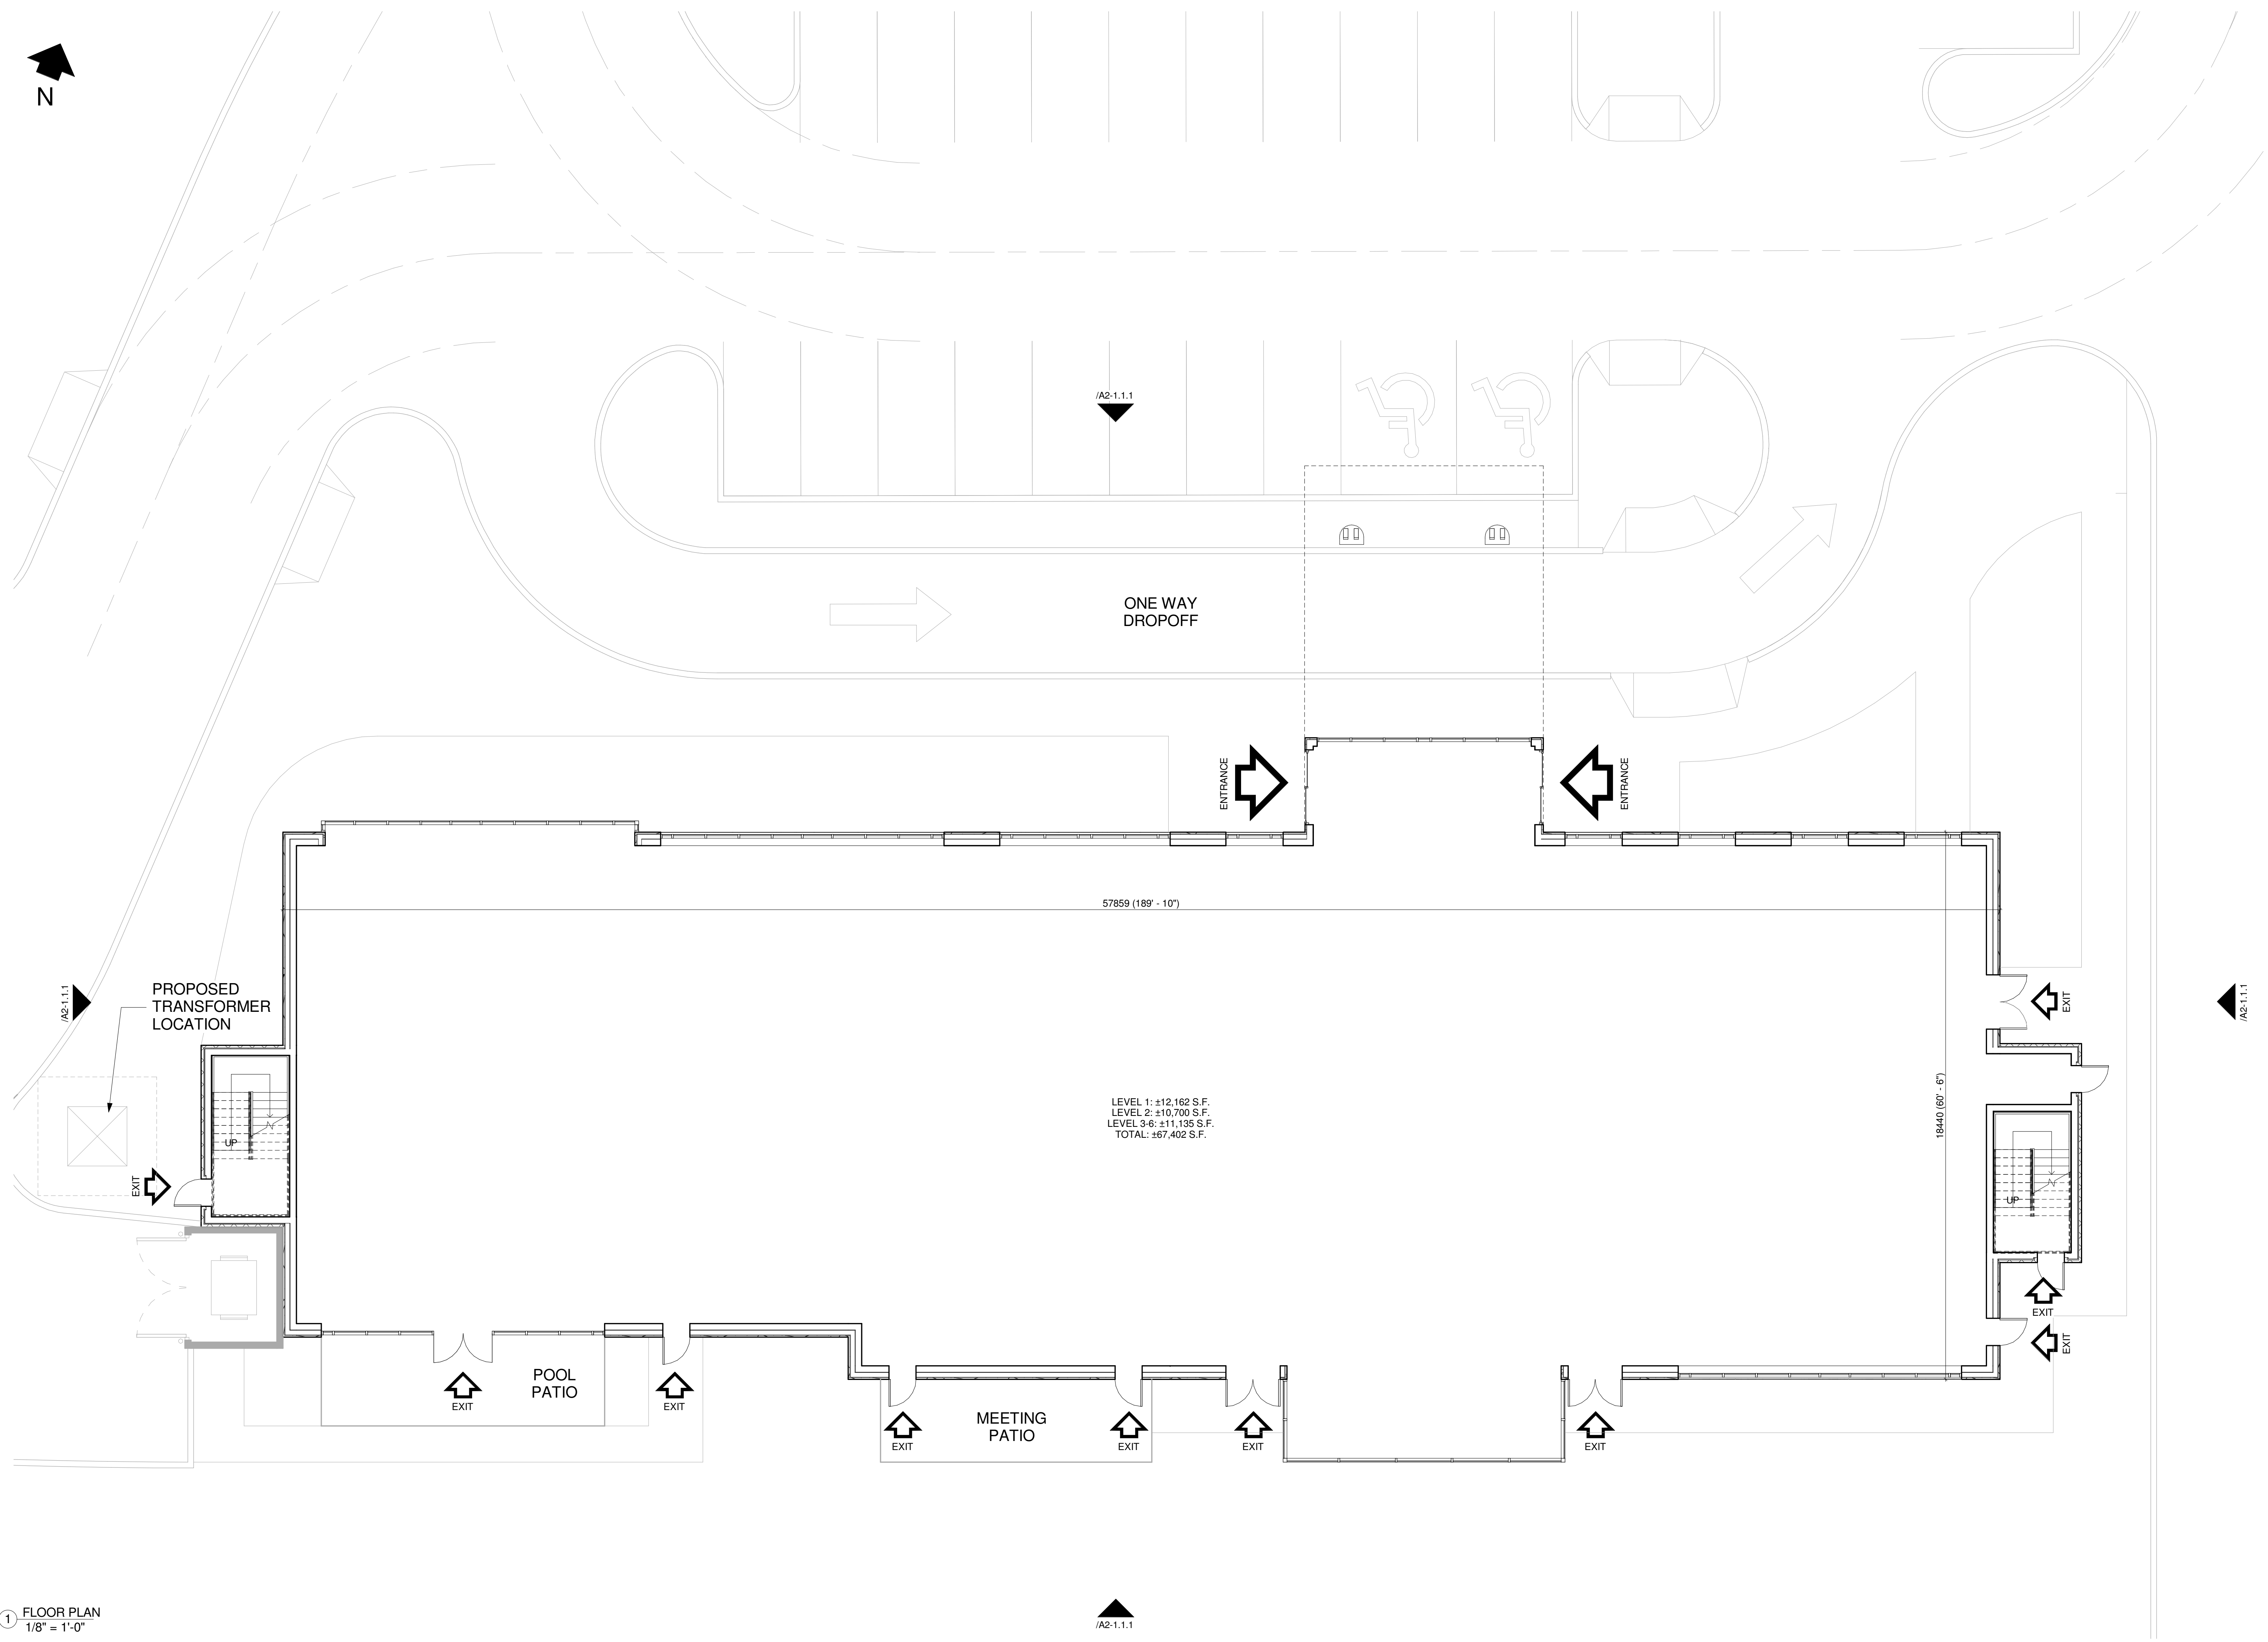 N
/A2-1.1.1
ONE WAY
DROPOFF
ENTRANCE
ENTRANCE
57859 (189' - 10")
PROPOSED
TRANSFORMER
LOCATION
/A2-1.1.1
/A2-1.1.1
EXIT
18440 (60' - 6")
LEVEL 1: ±12,162 S.F.
LEVEL 2: ±10,700 S.F.
LEVEL 3-6: ±11,135 S.F.
TOTAL: ±67,402 S.F.
UP
EXIT
UP
EXIT
EXIT
POOL
PATIO
EXIT
EXIT
MEETING
PATIO
EXIT
EXIT
EXIT
EXIT
1 FLOOR PLAN
1/8" = 1'-0"
/A2-1.1.1